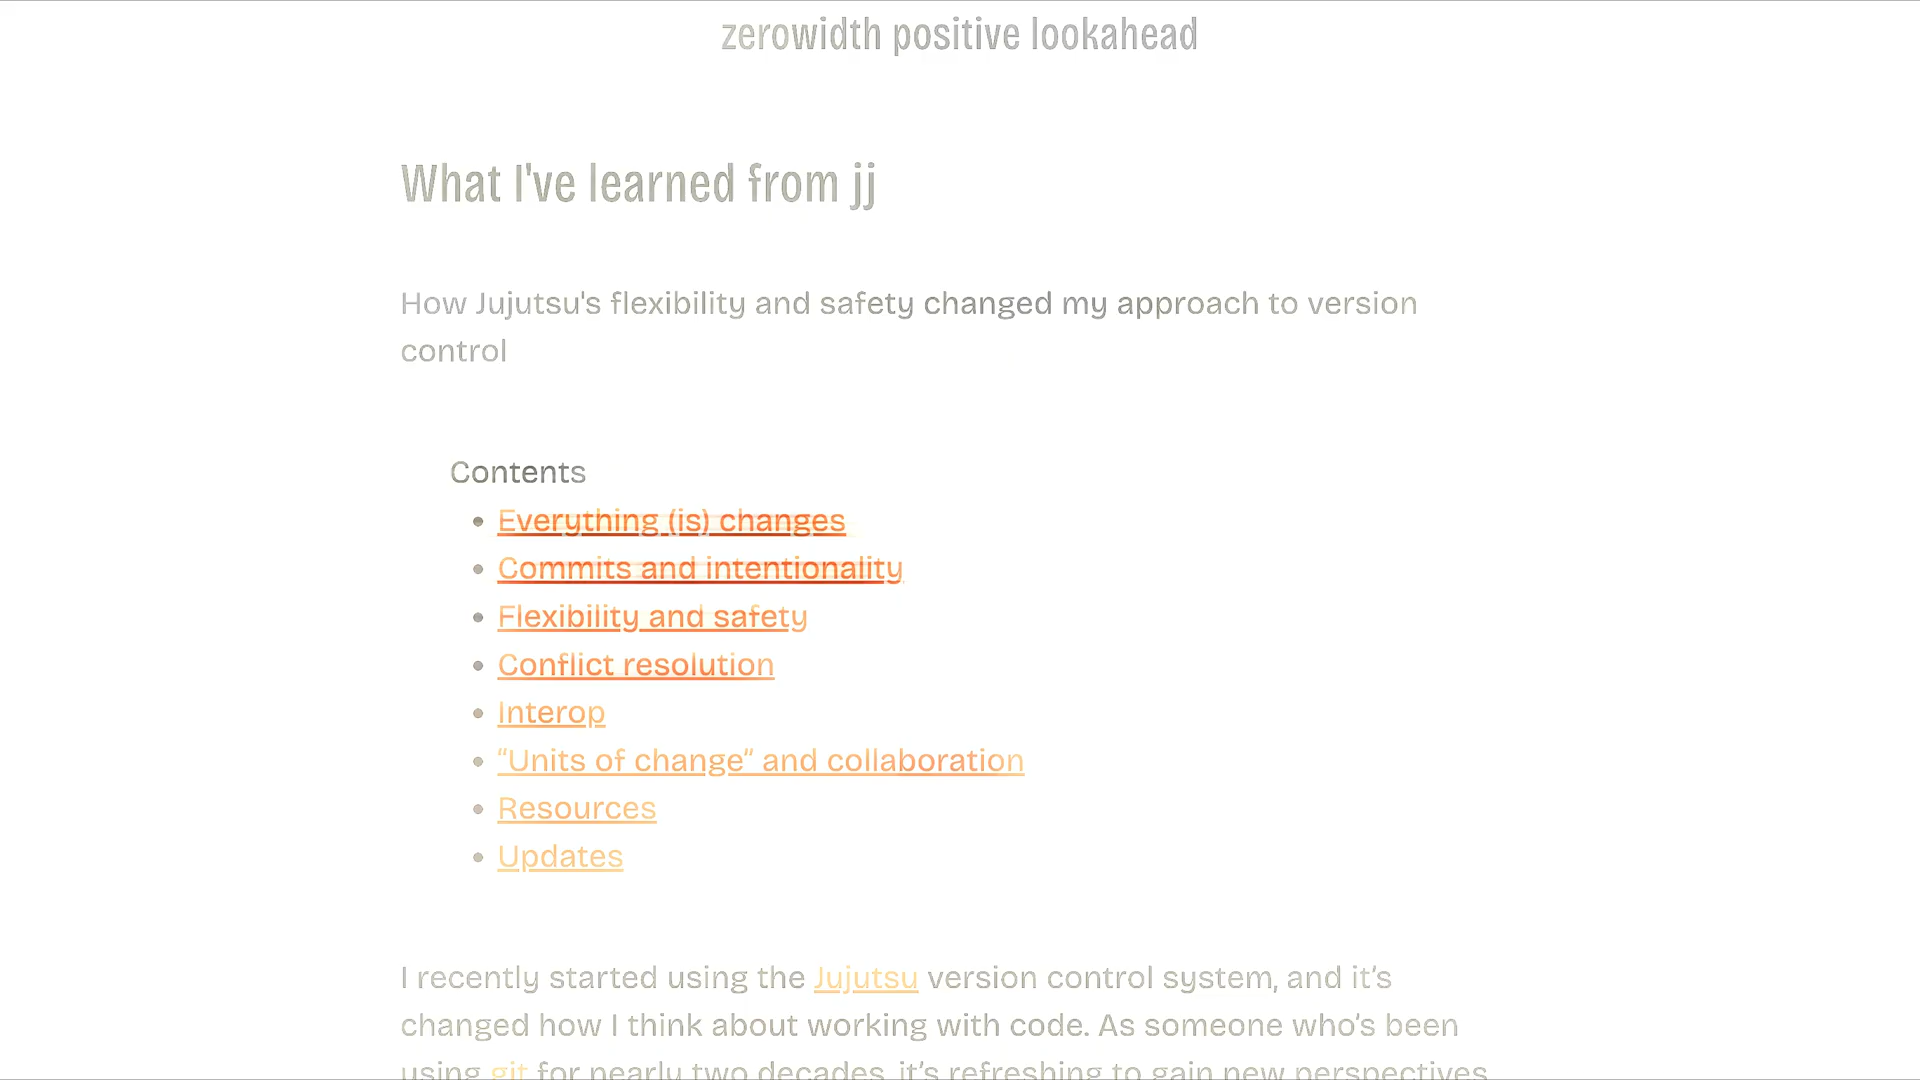 zerowidth positive lookahead
What I've learned from jj
How Jujutsu's flexibility and safety changed my approach to version
control
Contents
Everything (is) changes
Commits and intentionality
Flexibility and safety
Conflict resolution
Interop
“Units of change” and collaboration
Resources
Updates
I recently started using the Jujutsu version control system, and it’s
changed how I think about working with code. As someone who’s been
using git for nearly two decades, it’s refreshing to gain new perspectives